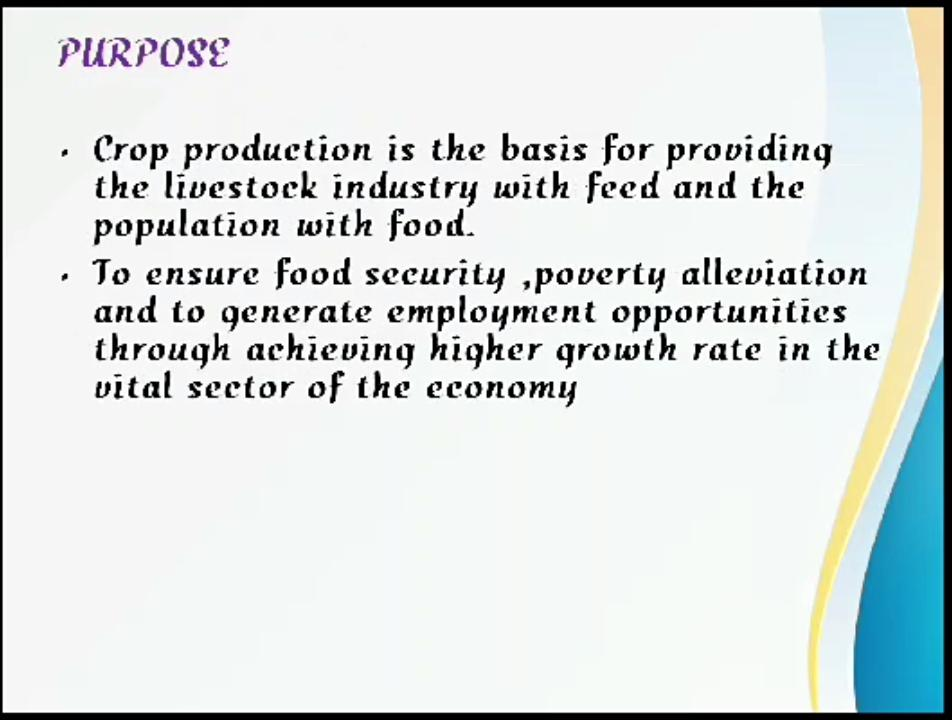 PURPOSE
• Crop production is the basis for providing
the livestock industry with feed and the
population with food.
• To ensure food security ,poverty alleviation
and to generate employment opportunities
through achieving higher growth rate in the
vital sector of the economy